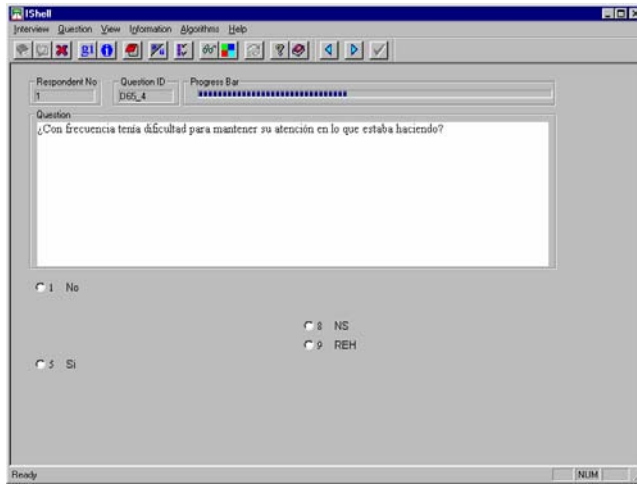 IShell
Interview Question View Information Algorithms Help
Respondent No Question ID Progress Bar
1 D65_4
Question
¿Con frecuencia tenía dificultad para mantener su atención en lo que estaba haciendo?
1 No
8 NS
9 REH
5 Si
Ready NUM